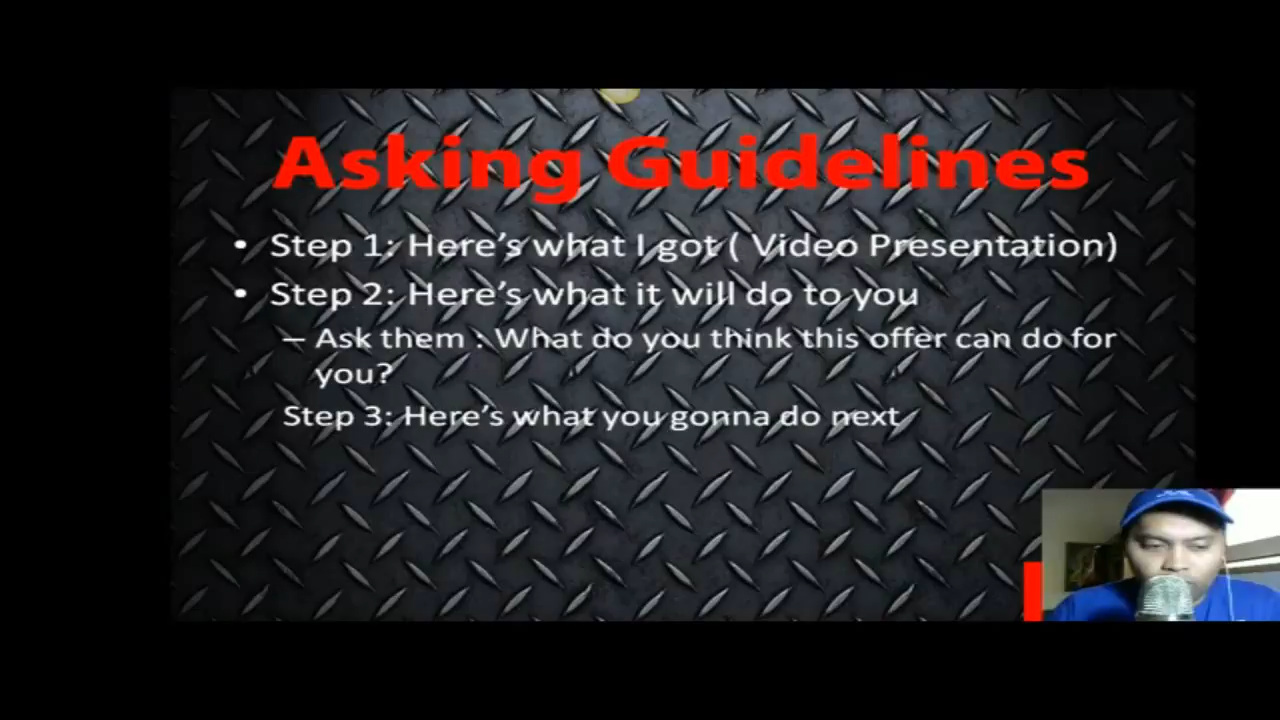 Asking Guidelines
• Step 1: Here's what I got ( Video Presentation)
• Step 2: Here's what it will do to you
– Ask them : What do you think this offer can do for
you?
Step 3: Here's what you gonna do next